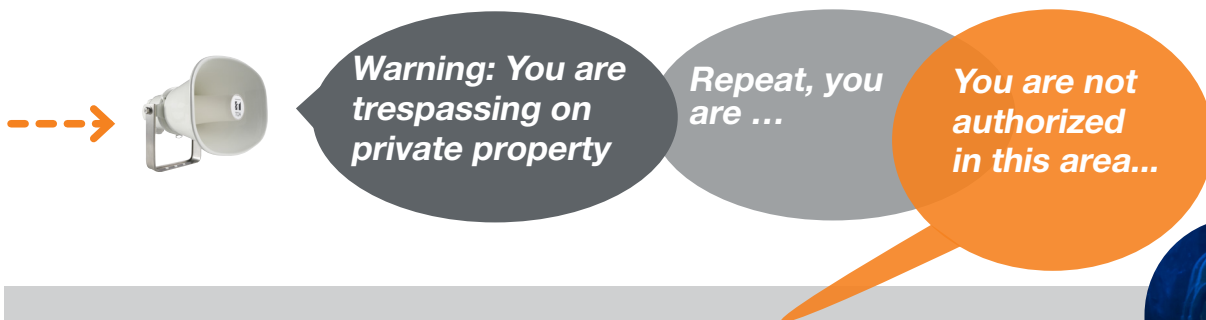 Warning: You are
trespassing on
private property
Repeat, you
are ...
You are not
authorized
in this area...